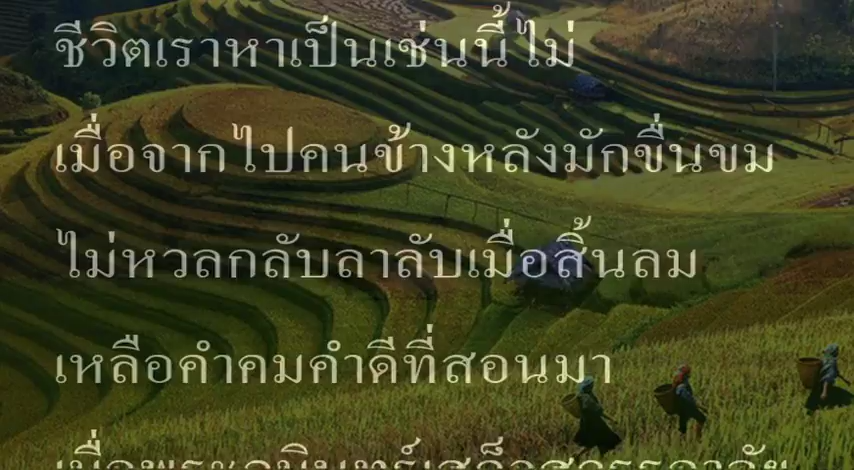 ชีวิตเราหาเป็นเช่นนี้ไม่
เมื่อจากไปคนข้างหลังมักขื่นขม
ไม่หวลกลับลาลับเมื่อสิ้นลม
เหลือคำคมคำดีที่สอนมา